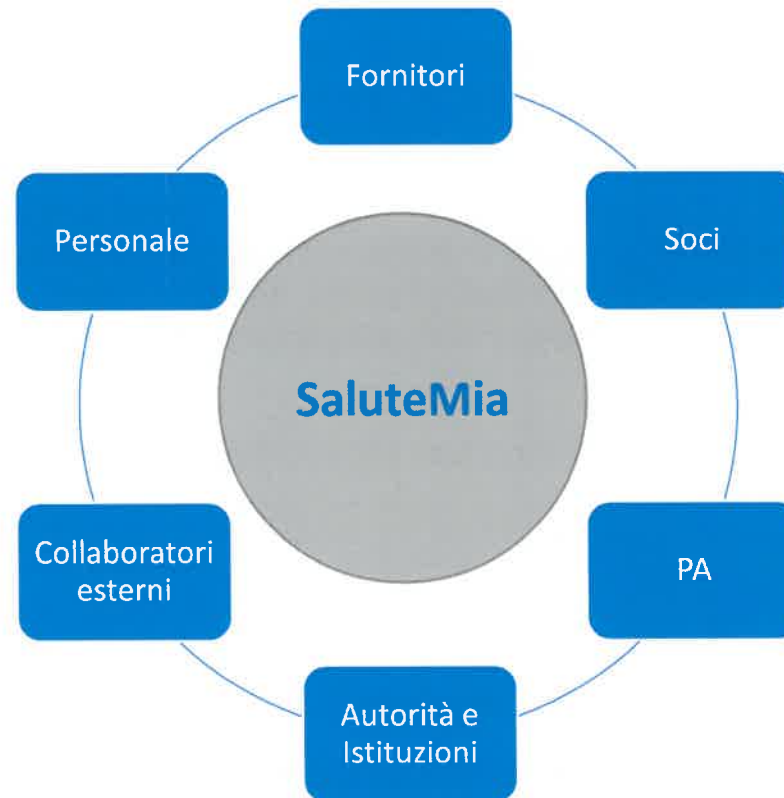 Fornitori
Personale
Soci
SaluteMia
Collaboratori
esterni
PA
Autorità e
Istituzioni